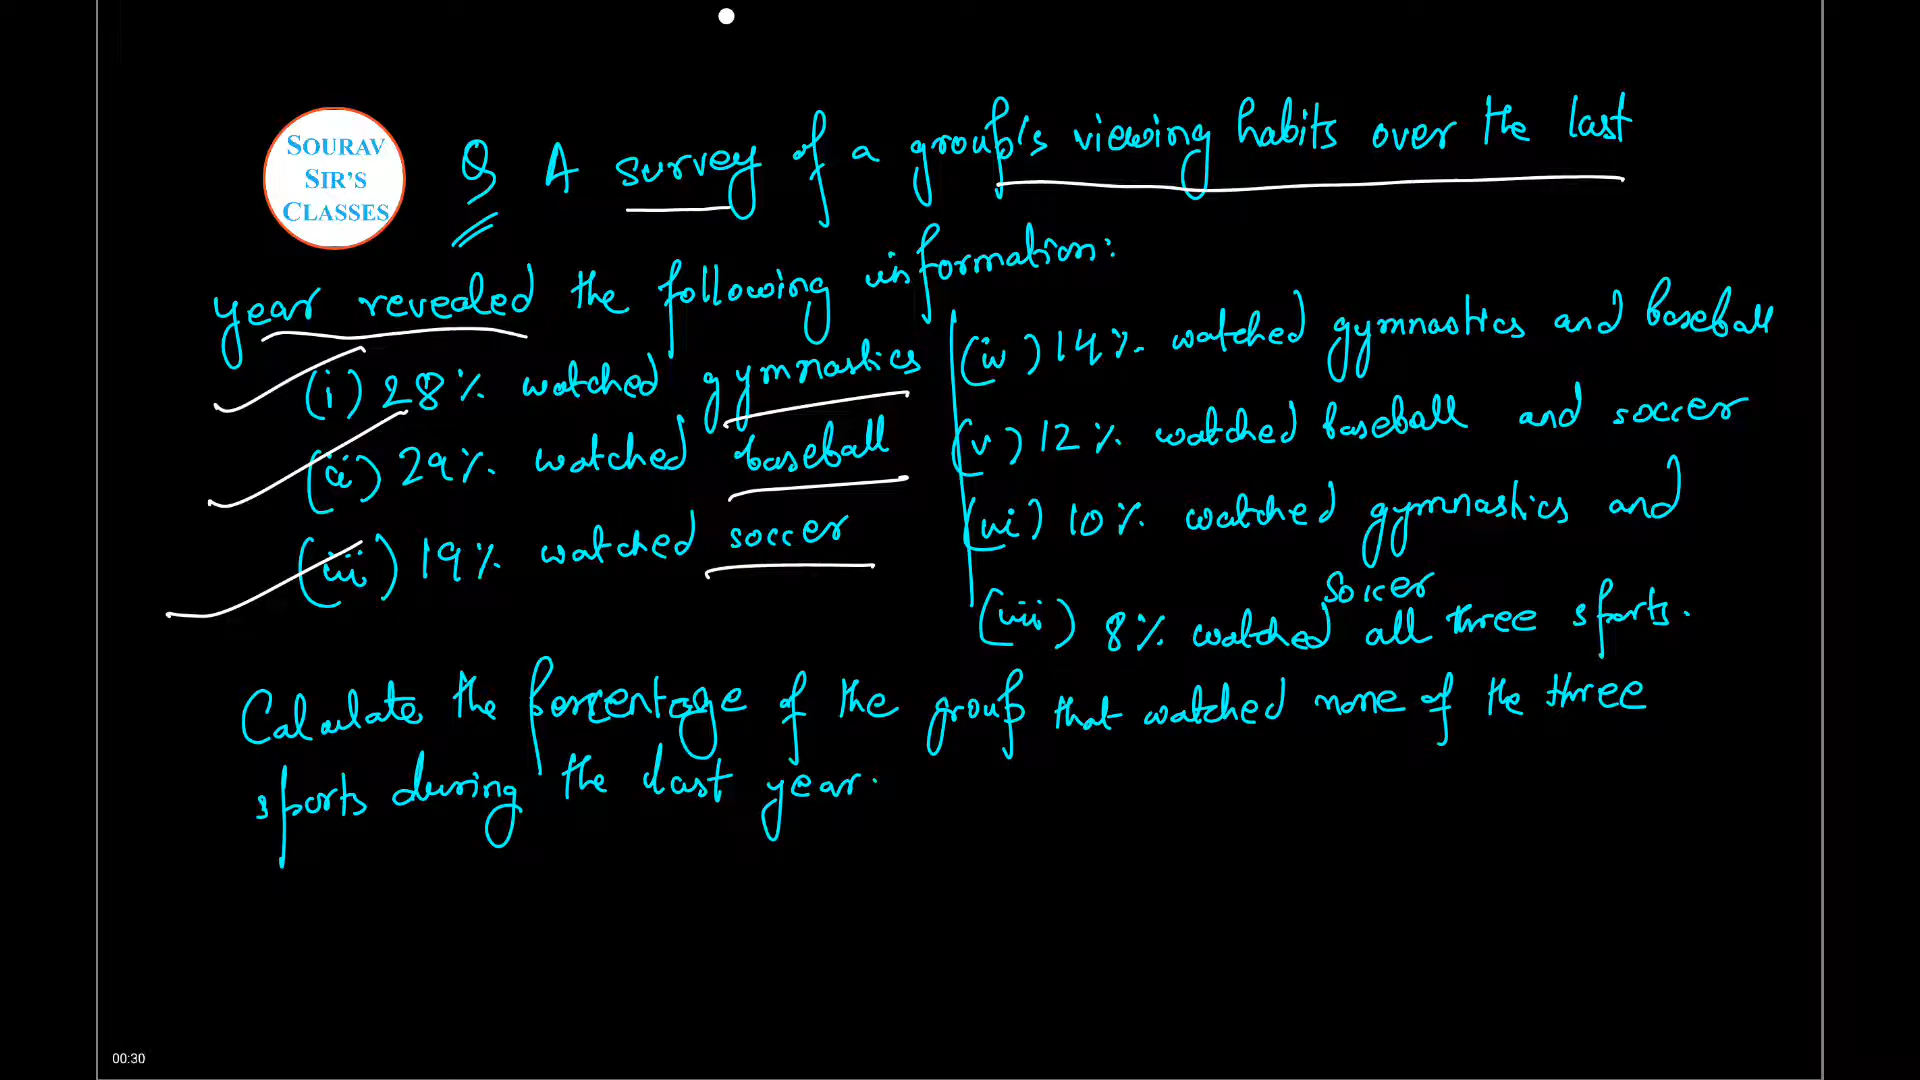 SOURAV
SIR'S
CLASSES
Q A survey of a group's viewing habits over the last
year revealed the following information:
(i) 28% watched gymnastics
(ii) 29% watched baseball
(iii) 19% watched soccer
(iv) 14% watched gymnastics and baseball
(v) 12% watched baseball and soccer
(vi) 10% watched gymnastics and
soccer
(vii) 8% watched all three sports.
Calculate the percentage of the group that watched none of the three
sports during the last year.
00:30